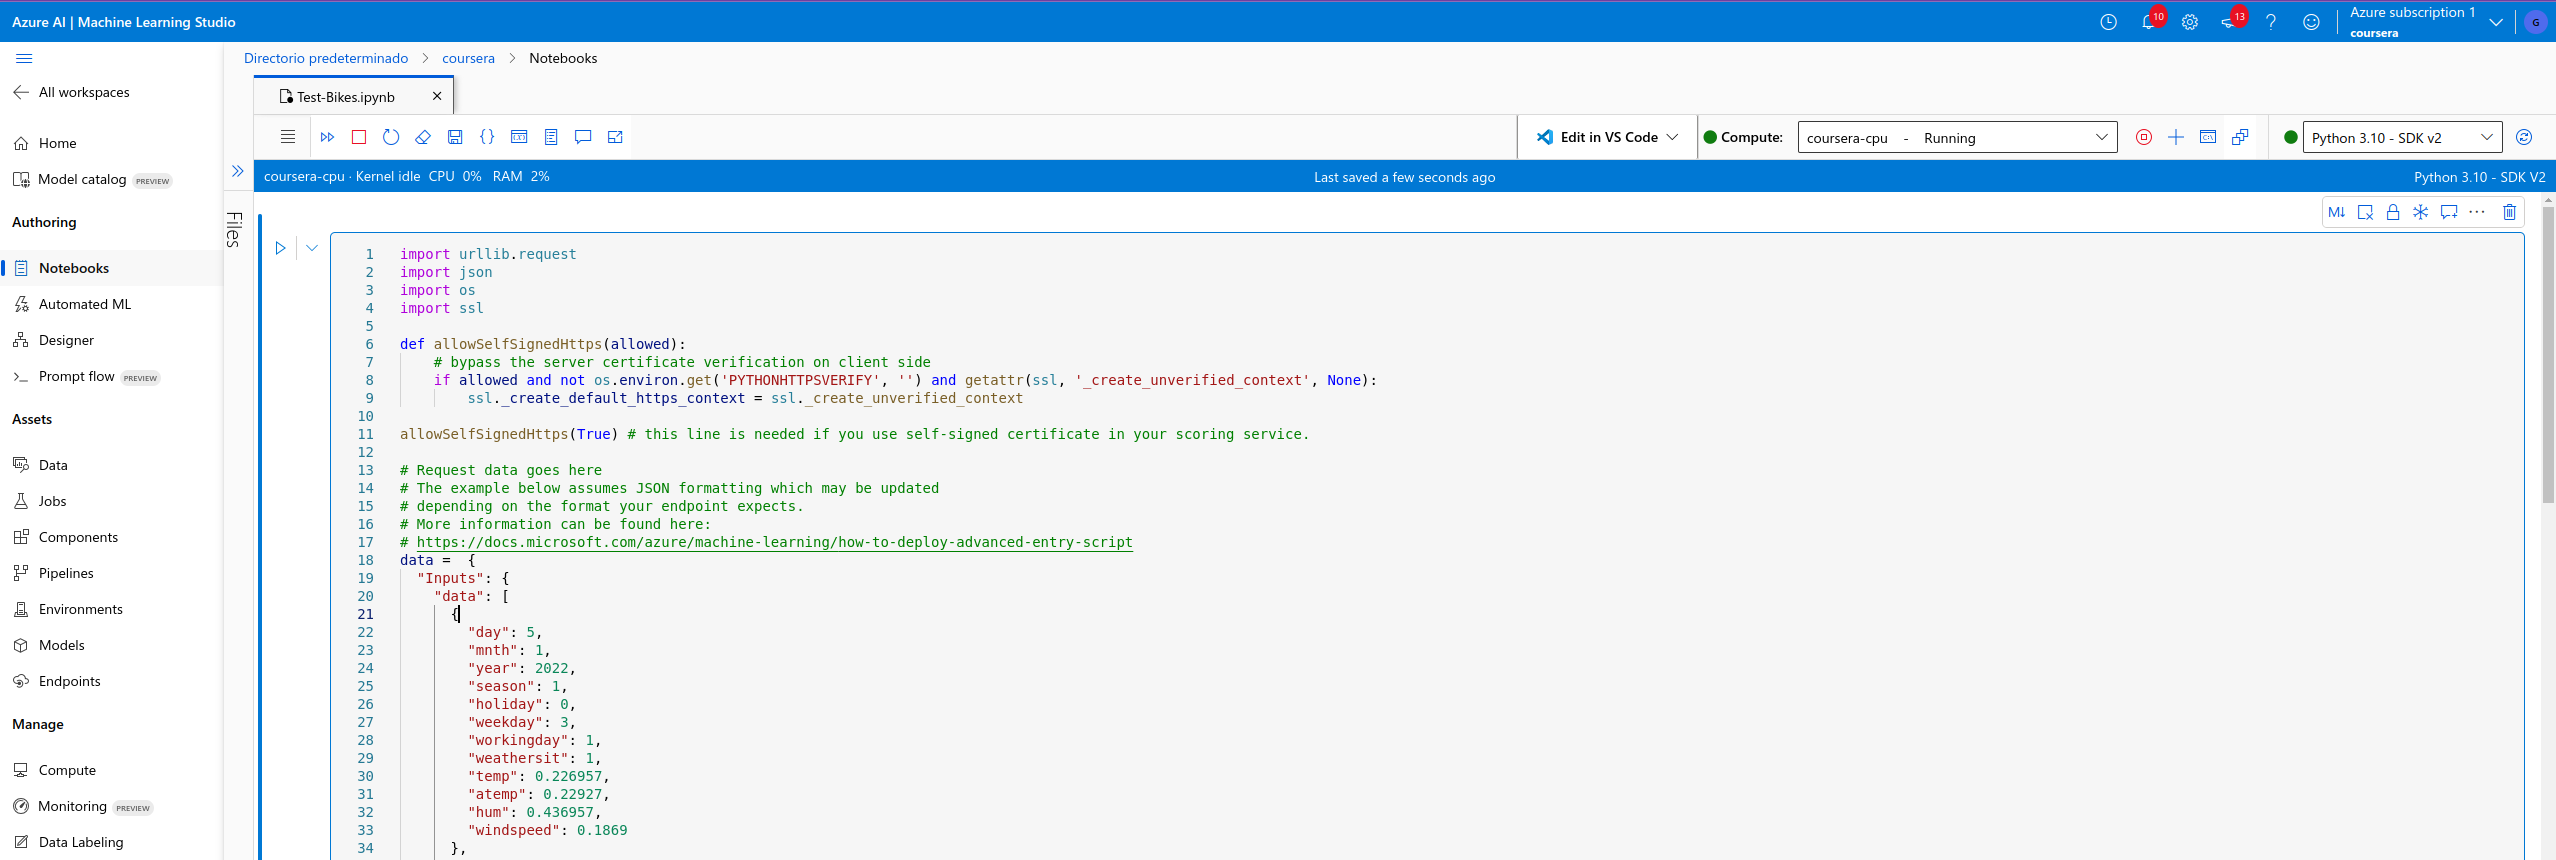 Azure AI | Machine Learning Studio
10
13
Azure subscription 1
coursera
G
All workspaces
Home
Model catalog PREVIEW
Authoring
Notebooks
Automated ML
Designer
Prompt flow PREVIEW
Assets
Data
Jobs
Components
Pipelines
Environments
Models
Endpoints
Manage
Compute
Monitoring PREVIEW
Data Labeling
Directorio predeterminado > coursera > Notebooks
Test-Bikes.ipynb
Edit in VS Code
Compute:
coursera-cpu - Running
Python 3.10 - SDK v2
Files
coursera-cpu · Kernel idle CPU 0% RAM 2%
Last saved a few seconds ago
Python 3.10 - SDK V2
M↓
1 import urllib.request
2 import json
3 import os
4 import ssl
5
6 def allowSelfSignedHttps(allowed):
7     # bypass the server certificate verification on client side
8     if allowed and not os.environ.get('PYTHONHTTPSVERIFY', '') and getattr(ssl, '_create_unverified_context', None):
9         ssl._create_default_https_context = ssl._create_unverified_context
10
11 allowSelfSignedHttps(True) # this line is needed if you use self-signed certificate in your scoring service.
12
13 # Request data goes here
14 # The example below assumes JSON formatting which may be updated
15 # depending on the format your endpoint expects.
16 # More information can be found here:
17 # https://docs.microsoft.com/azure/machine-learning/how-to-deploy-advanced-entry-script
18 data =  {
19   "Inputs": {
20     "data": [
21       {
22         "day": 5,
23         "mnth": 1,
24         "year": 2022,
25         "season": 1,
26         "holiday": 0,
27         "weekday": 3,
28         "workingday": 1,
29         "weathersit": 1,
30         "temp": 0.226957,
31         "atemp": 0.22927,
32         "hum": 0.436957,
33         "windspeed": 0.1869
34       },